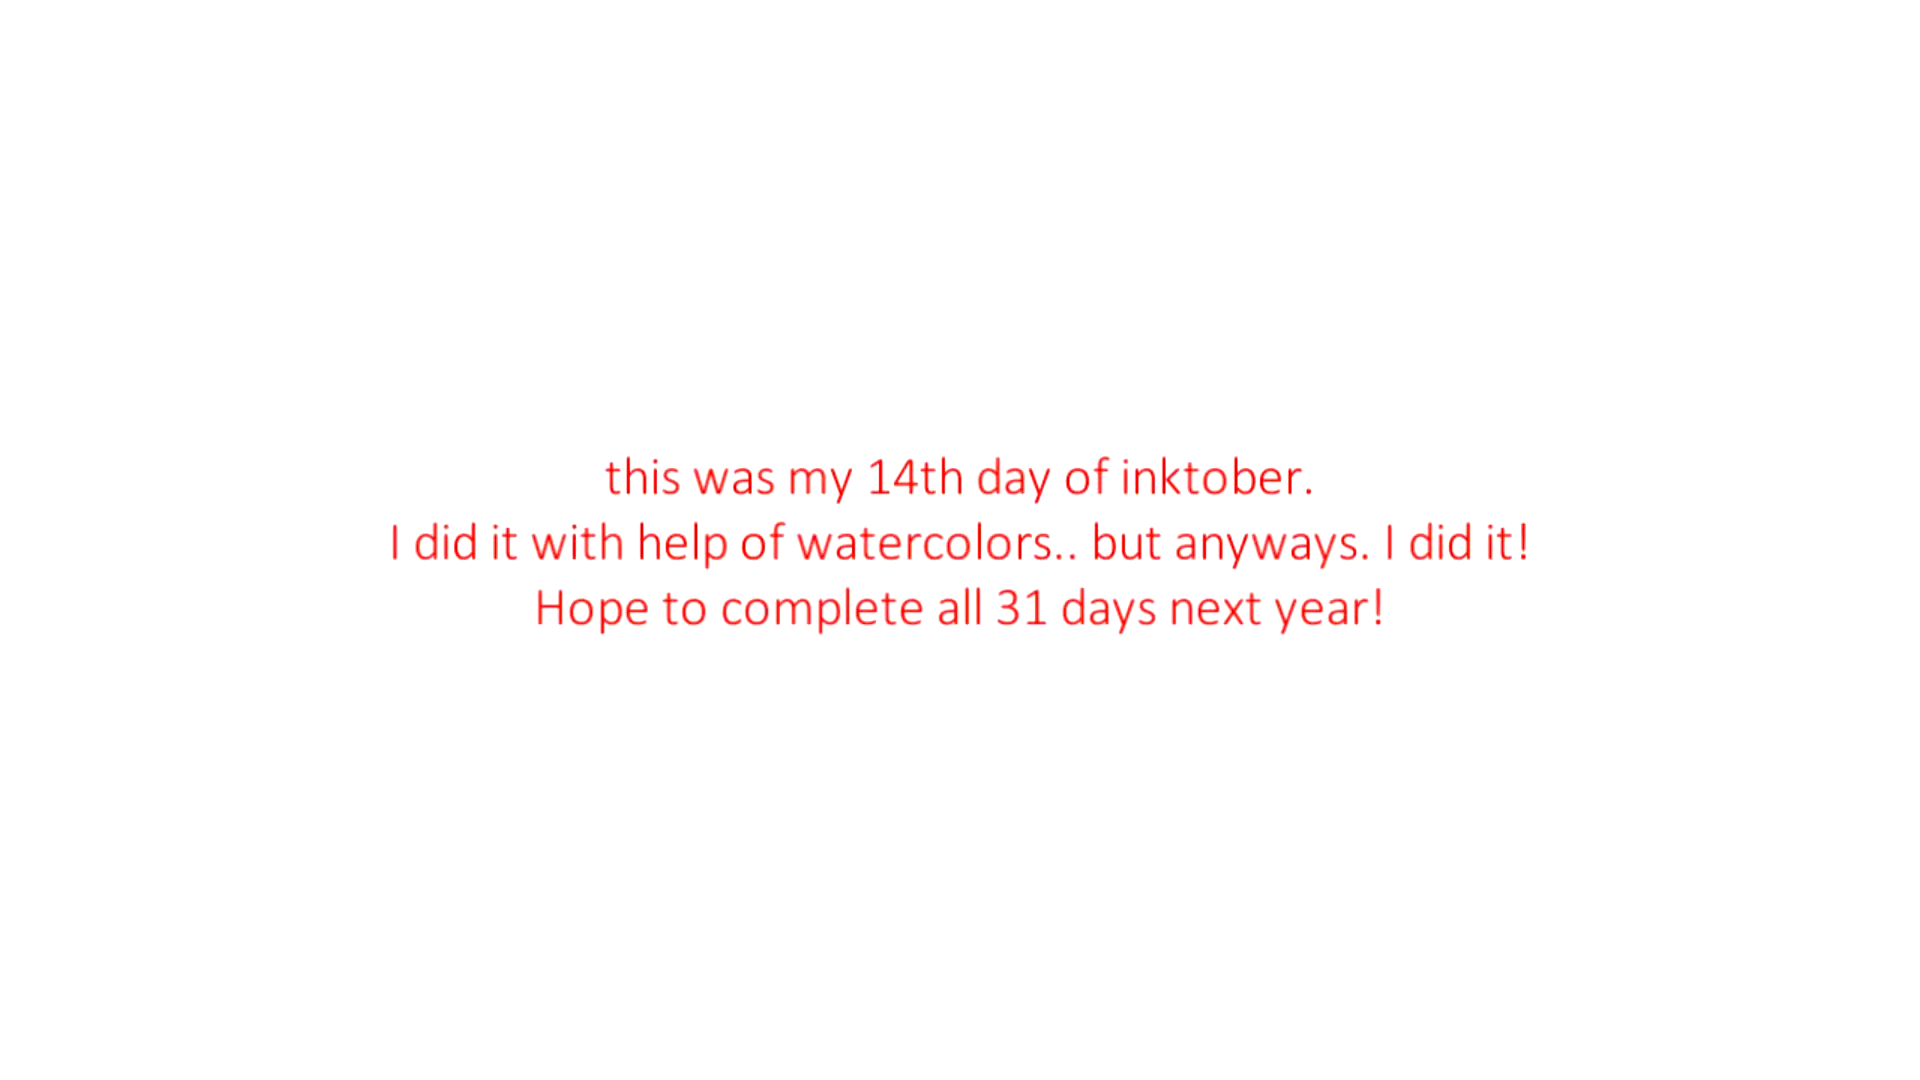 this was my 14th day of inktober.
I did it with help of watercolors.. but anyways. I did it!
Hope to complete all 31 days next year!